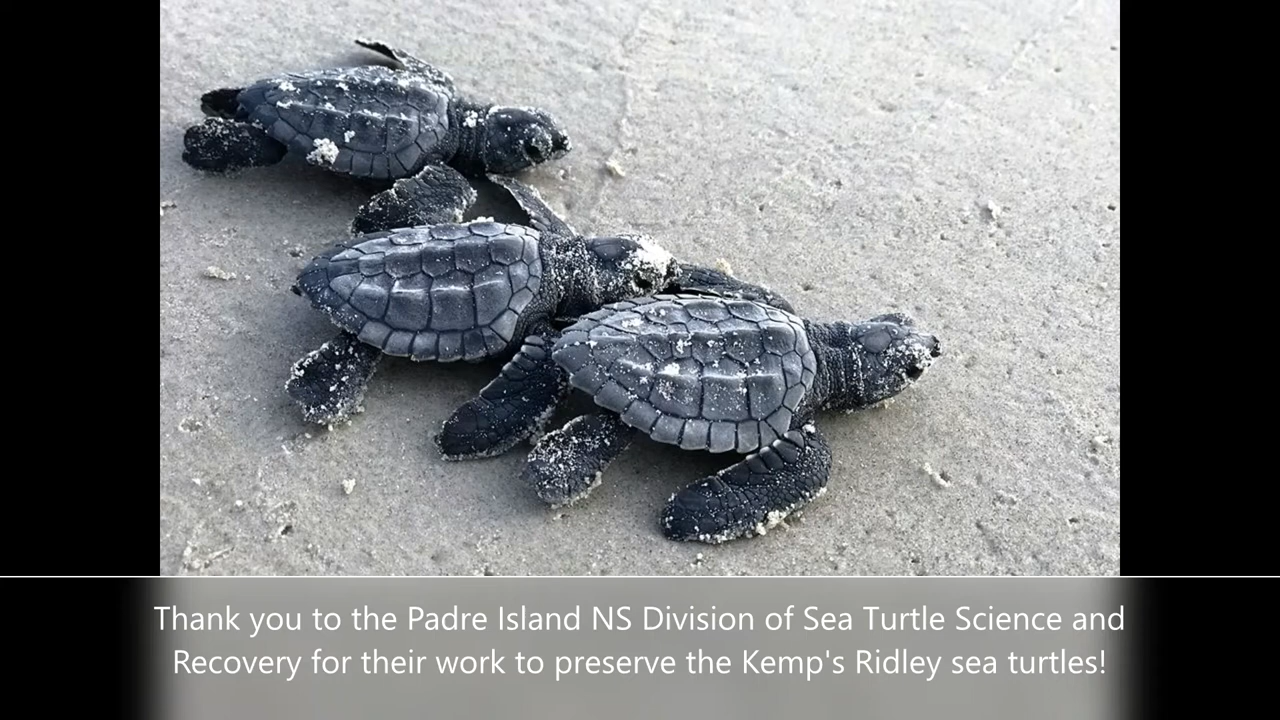 Thank you to the Padre Island NS Division of Sea Turtle Science and
Recovery for their work to preserve the Kemp's Ridley sea turtles!